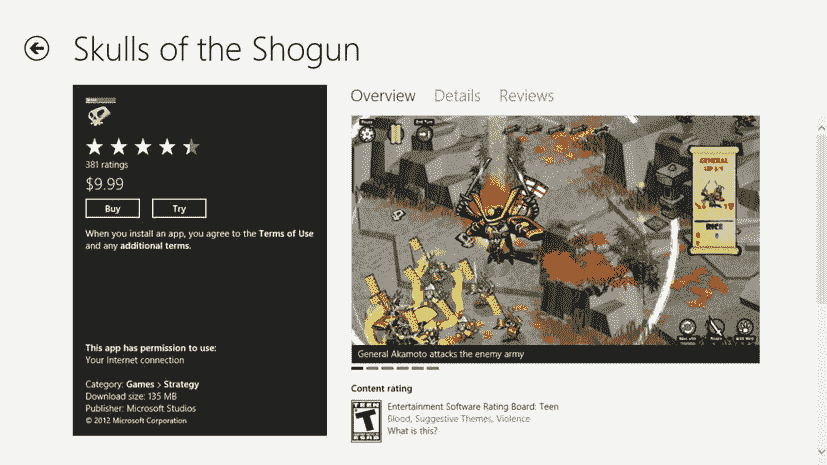 Skulls of the Shogun
381 ratings
$9.99
Buy
Try
When you install an app, you agree to the Terms of Use
and any additional terms.
This app has permission to use:
Your Internet connection
Category: Games > Strategy
Download size: 135 MB
Publisher: Microsoft Studios
© 2012 Microsoft Corporation
Overview
Details
Reviews
Pause
End Turn
GENERAL
RICE
General Akamoto attacks the enemy army
Content rating
TEEN
T
ESRB
Entertainment Software Rating Board: Teen
Blood, Suggestive Themes, Violence
What is this?